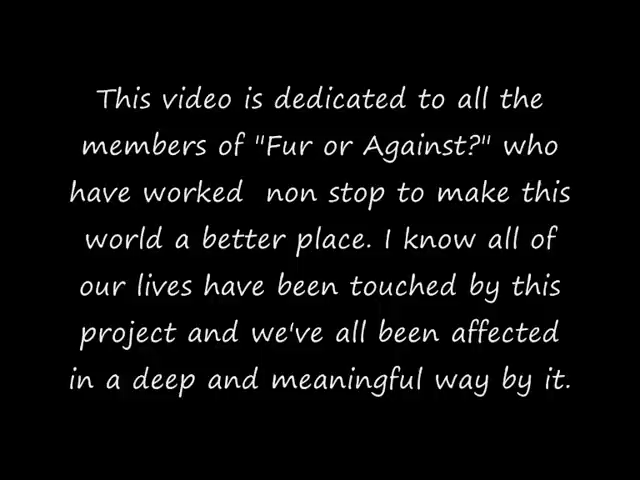 This video is dedicated to all the
members of "Fur or Against?" who
have worked  non stop to make this
world a better place. I know all of
our lives have been touched by this
project and we've all been affected
in a deep and meaningful way by it.